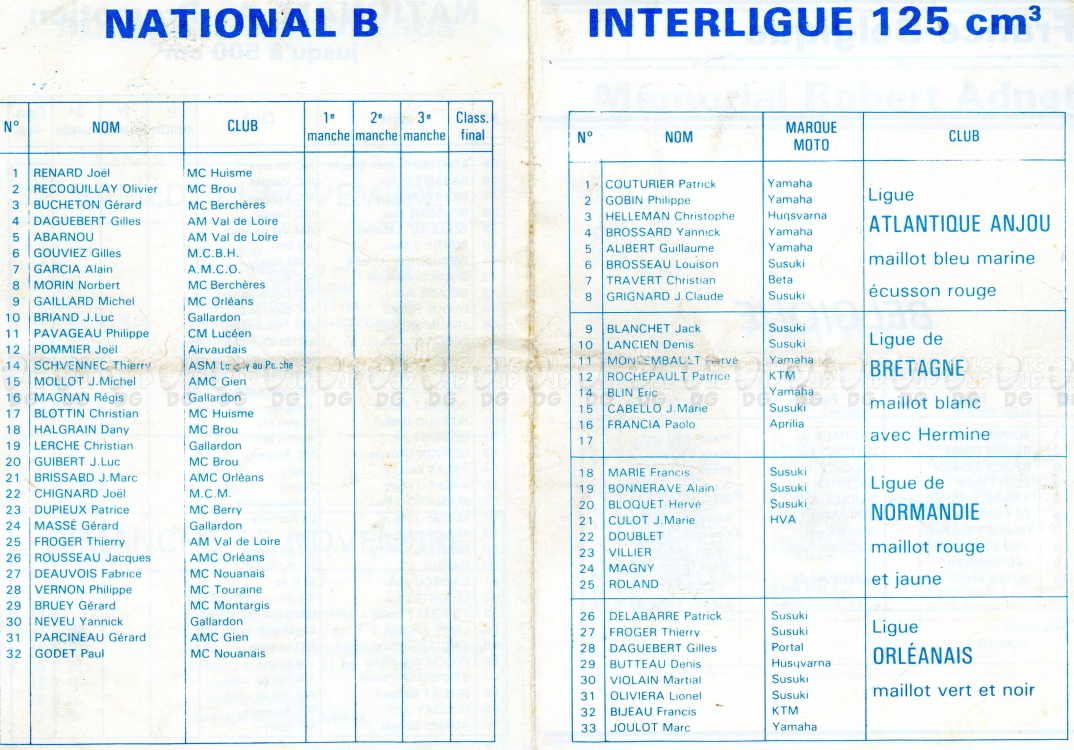 NATIONAL B
N° NOM CLUB 1e manche 2e manche 3e manche Class. final
1 RENARD Joël MC Huisme
2 RECOQUILLAY Olivier MC Brou
3 BUCHETON Gérard MC Berchères
4 DAGUEBERT Gilles AM Val de Loire
5 ABARNOU AM Val de Loire
6 GOUVIEZ Gilles M.C.B.H.
7 GARCIA Alain A.M.C.O.
8 MORIN Norbert MC Berchères
9 GAILLARD Michel MC Orléans
10 BRIAND J.Luc Gallardon
11 PAVAGEAU Philippe CM Lucéen
12 POMMIER Joël Airvaudais
14 SCHVENNEC Thierry ASM au
15 MOLLOT J.Michel AMC Gien
16 MAGNAN Régis Gallardon
17 BLOTTIN Christian MC Huisme
18 HALGRAIN Dany MC Brou
19 LERCHE Christian Gallardon
20 GUIBERT J.Luc MC Brou
21 BRISSARD J.Marc AMC Orléans
22 CHIGNARD Joël M.C.M.
23 DUPIEUX Patrice MC Berry
24 MASSÉ Gérard Gallardon
25 FROGER Thierry AM Val de Loire
26 ROUSSEAU Jacques AMC Orléans
27 DEAUVOIS Fabrice MC Nouanais
28 VERNON Philippe MC Touraine
29 BRUEY Gérard MC Montargis
30 NEVEU Yannick Gallardon
31 PARCINEAU Gérard AMC Gien
32 GODET Paul MC Nouanais
INTERLIGUE 125 cm³
N° NOM MARQUE MOTO CLUB
1 COUTURIER Patrick Yamaha
2 GOBIN Philippe Yamaha
3 HELLEMAN Christophe Huqsvarna
4 BROSSARD Yannick Yamaha
5 ALIBERT Guillaume Yamaha
6 BROSSEAU Louison Susuki
7 TRAVERT Christian Beta
8 GRIGNARD J.Claude Susuki
Ligue
ATLANTIQUE ANJOU
maillot bleu marine
écusson rouge
9 BLANCHET Jack Susuki
10 LANCIEN Denis Susuki
11 MONTEMBAULT Hervé Yamaha
12 ROCHEPAULT Patrice KTM
14 BLIN Eric Yamaha
15 CABELLO J.Marie Susuki
16 FRANCIA Paolo Aprilia
17
Ligue de
BRETAGNE
maillot blanc
avec Hermine
18 MARIE Francis Susuki
19 BONNERAVE Alain Susuki
20 BLOQUET Hervé Susuki
21 CULOT J.Marie HVA
22 DOUBLET
23 VILLIER
24 MAGNY
25 ROLAND
Ligue de
NORMANDIE
maillot rouge
et jaune
26 DELABARRE Patrick Susuki
27 FROGER Thierry Susuki
28 DAGUEBERT Gilles Portal
29 BUTTEAU Denis Husqvarna
30 VIOLAIN Martial Susuki
31 OLIVIERA Lionel Susuki
32 BIJEAU Francis KTM
33 JOULOT Marc Yamaha
Ligue
ORLÉANAIS
maillot vert et noir